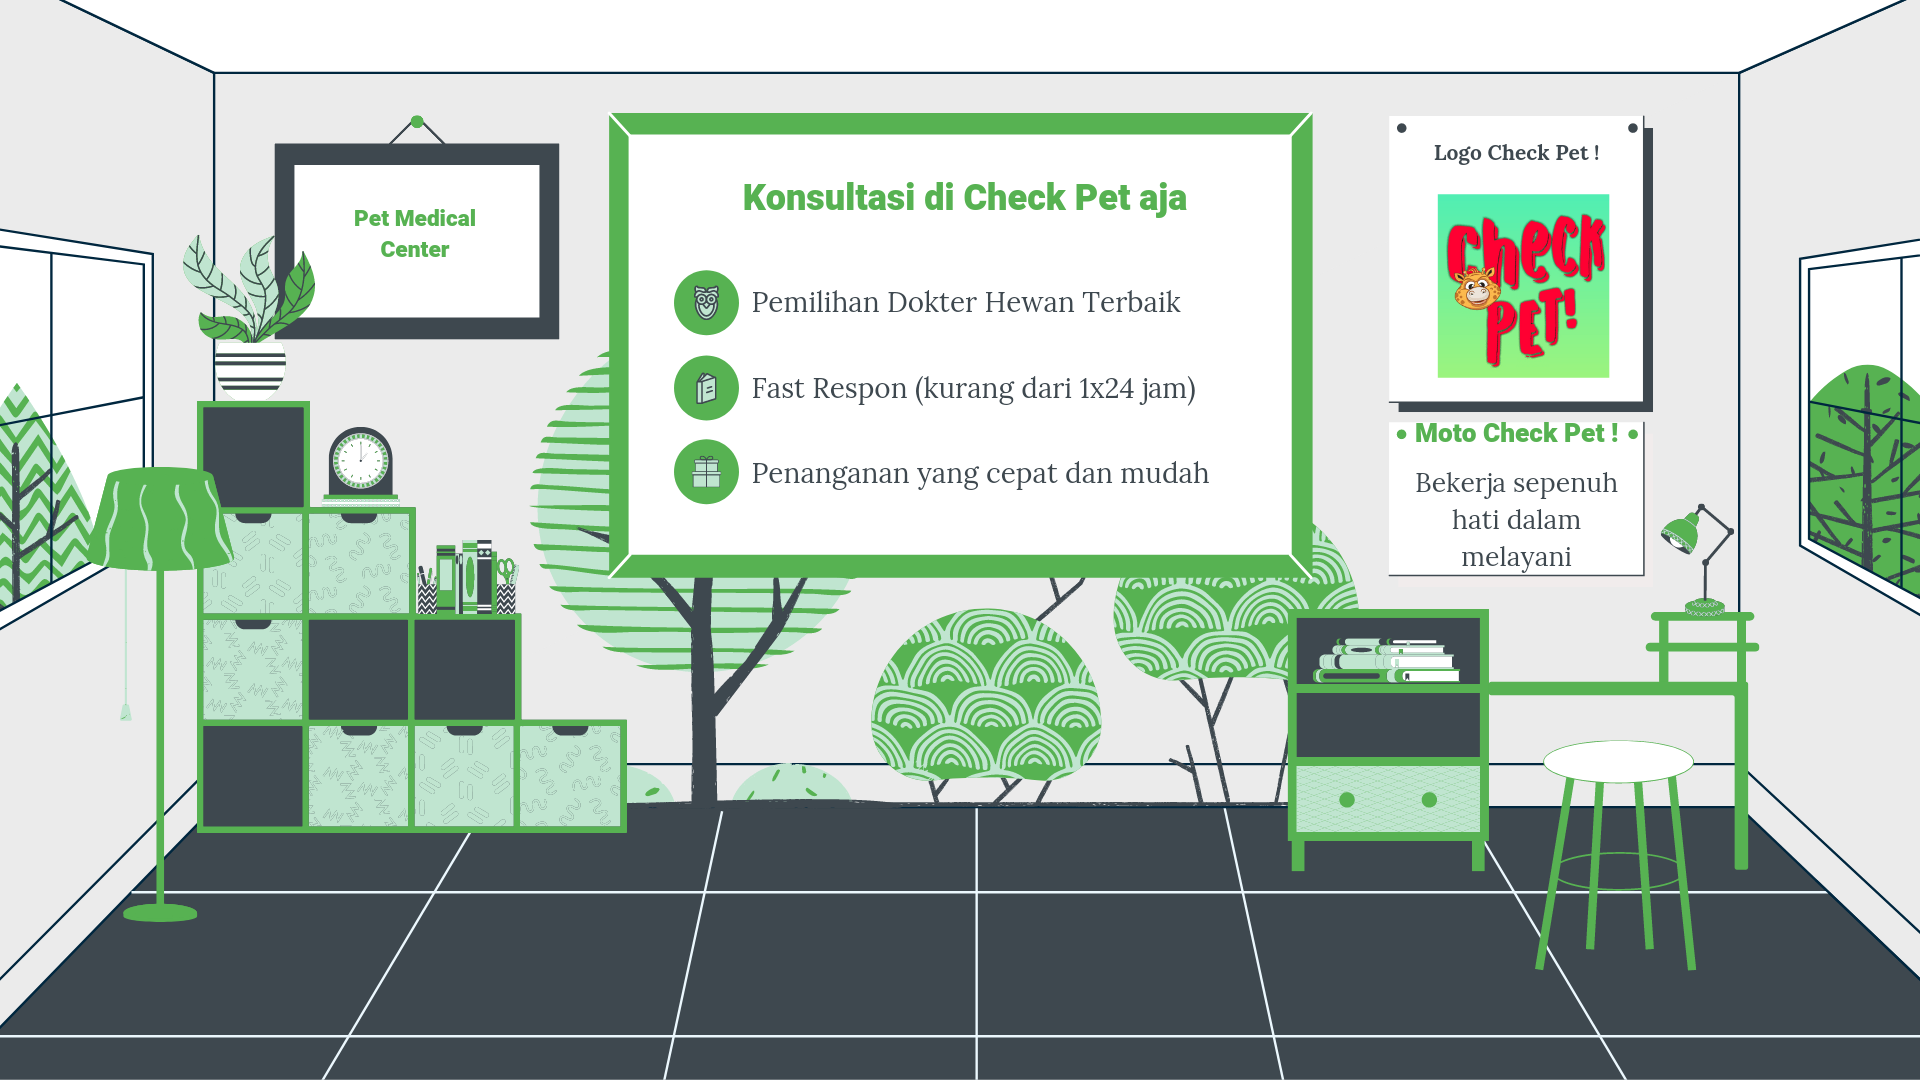 Pet Medical
Center
Konsultasi di Check Pet aja
Pemilihan Dokter Hewan Terbaik
Fast Respon (kurang dari 1x24 jam)
Penanganan yang cepat dan mudah
Logo Check Pet !
Check
PET!
Moto Check Pet !
Bekerja sepenuh
hati dalam
melayani